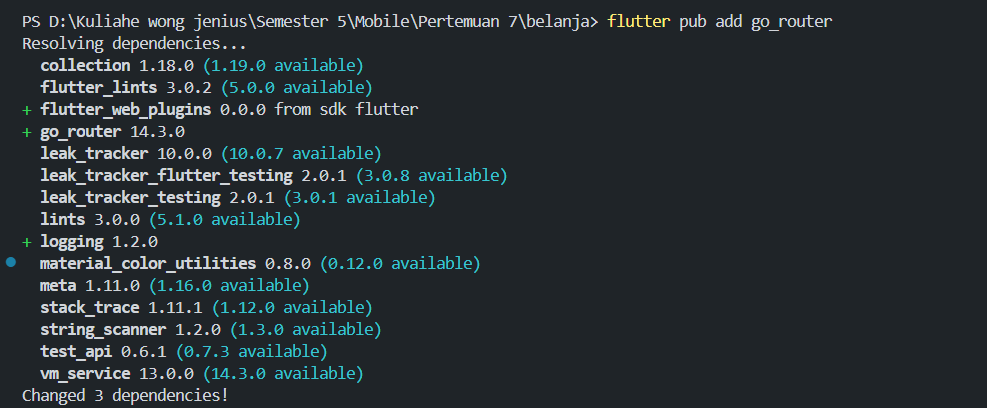 PS D:\Kuliahe wong jenius\Semester 5\Mobile\Pertemuan 7\belanja> flutter pub add go_router
Resolving dependencies...
collection 1.18.0 (1.19.0 available)
flutter_lints 3.0.2 (5.0.0 available)
+ flutter_web_plugins 0.0.0 from sdk flutter
+ go_router 14.3.0
leak_tracker 10.0.0 (10.0.7 available)
leak_tracker_flutter_testing 2.0.1 (3.0.8 available)
leak_tracker_testing 2.0.1 (3.0.1 available)
lints 3.0.0 (5.1.0 available)
+ logging 1.2.0
material_color_utilities 0.8.0 (0.12.0 available)
meta 1.11.0 (1.16.0 available)
stack_trace 1.11.1 (1.12.0 available)
string_scanner 1.2.0 (1.3.0 available)
test_api 0.6.1 (0.7.3 available)
vm_service 13.0.0 (14.3.0 available)
Changed 3 dependencies!